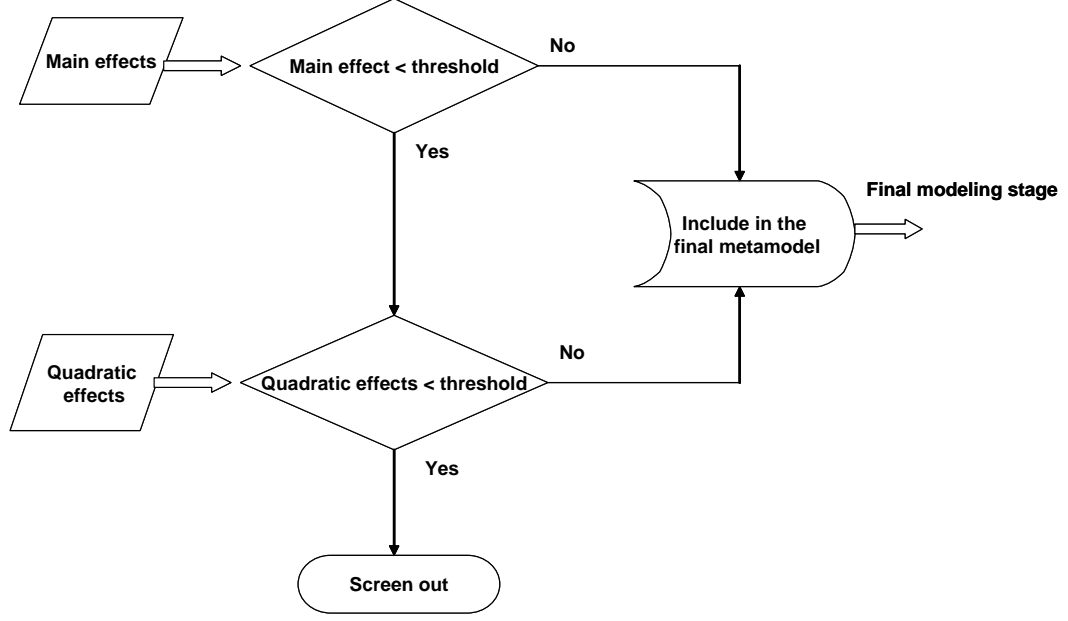 Main effects
Main effect < threshold
No
Yes
Final modeling stage
Include in the
final metamodel
Quadratic
effects
Quadratic effects < threshold
No
Yes
Screen out